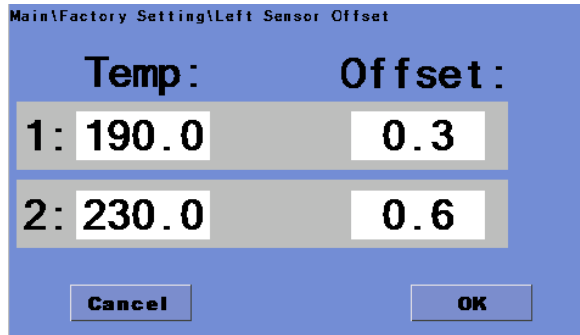 Main\Factory Setting\Left Sensor Offset
Temp: Offset:
1: 190.0 0.3
2: 230.0 0.6
Cancel OK